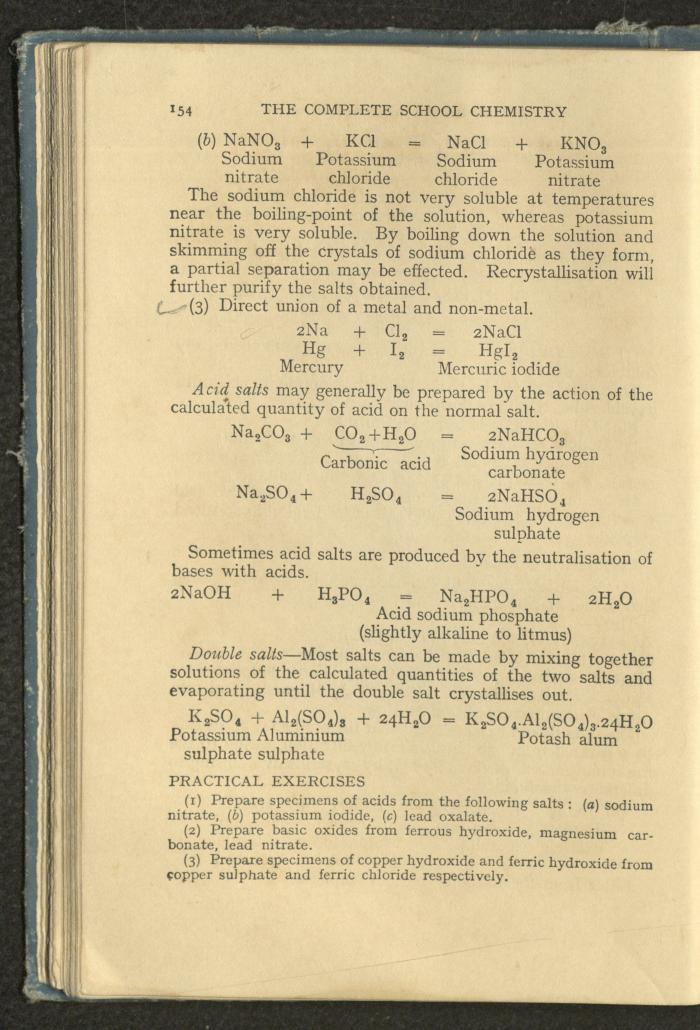 154 THE COMPLETE SCHOOL CHEMISTRY
(b) NaNO₃ + KCl = NaCl + KNO₃
Sodium Potassium Sodium Potassium
nitrate chloride chloride nitrate
The sodium chloride is not very soluble at temperatures
near the boiling-point of the solution, whereas potassium
nitrate is very soluble. By boiling down the solution and
skimming off the crystals of sodium chloride as they form,
a partial separation may be effected. Recrystallisation will
further purify the salts obtained.
(3) Direct union of a metal and non-metal.
2Na + Cl₂ = 2NaCl
Hg + I₂ = HgI₂
Mercury Mercuric iodide
Acid salts may generally be prepared by the action of the
calculated quantity of acid on the normal salt.
Na₂CO₃ + CO₂+H₂O = 2NaHCO₃
Carbonic acid Sodium hydrogen
carbonate
Na₂SO₄+ H₂SO₄ = 2NaHSO₄
Sodium hydrogen
sulphate
Sometimes acid salts are produced by the neutralisation of
bases with acids.
2NaOH + H₃PO₄ = Na₂HPO₄ + 2H₂O
Acid sodium phosphate
(slightly alkaline to litmus)
Double salts—Most salts can be made by mixing together
solutions of the calculated quantities of the two salts and
evaporating until the double salt crystallises out.
K₂SO₄ + Al₂(SO₄)₃ + 24H₂O = K₂SO₄.Al₂(SO₄)₃.24H₂O
Potassium Aluminium Potash alum
sulphate sulphate
PRACTICAL EXERCISES
(1) Prepare specimens of acids from the following salts : (a) sodium
nitrate, (b) potassium iodide, (c) lead oxalate.
(2) Prepare basic oxides from ferrous hydroxide, magnesium car-
bonate, lead nitrate.
(3) Prepare specimens of copper hydroxide and ferric hydroxide from
copper sulphate and ferric chloride respectively.